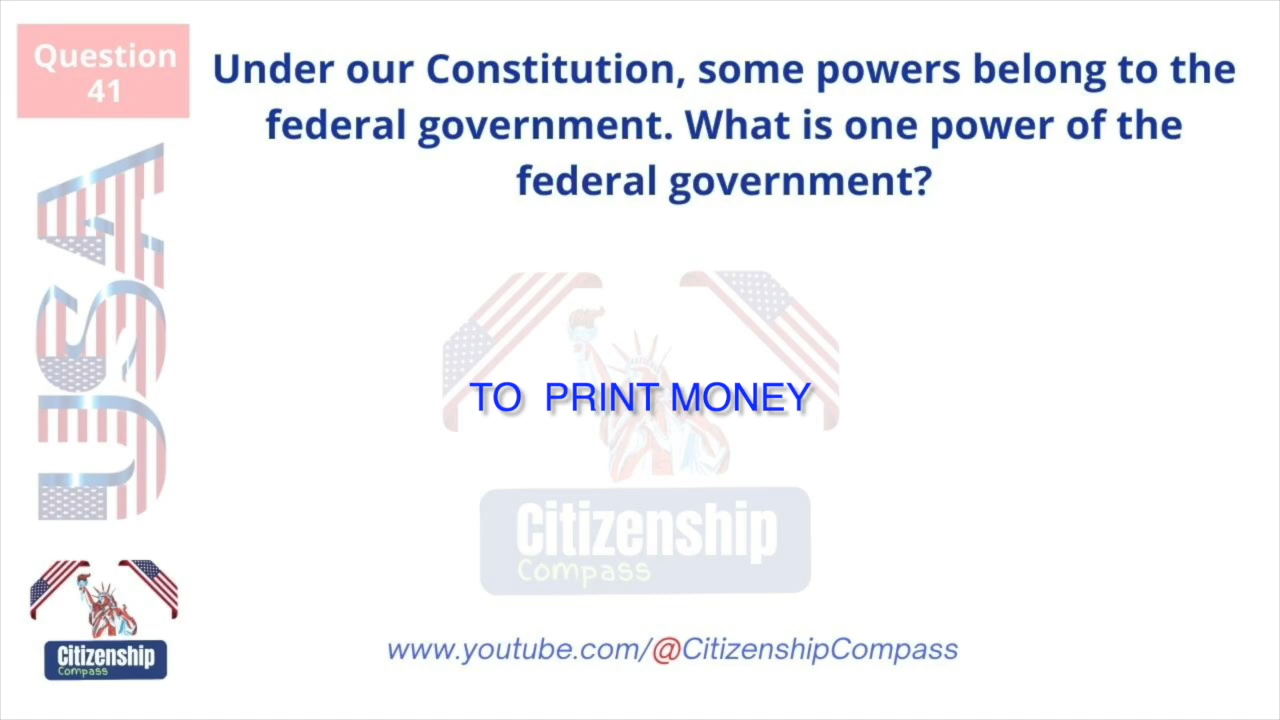 Question
41
Under our Constitution, some powers belong to the
federal government. What is one power of the
federal government?
USA
TO PRINT MONEY
Citizenship
Compass
Citizenship
Compass
www.youtube.com/@CitizenshipCompass